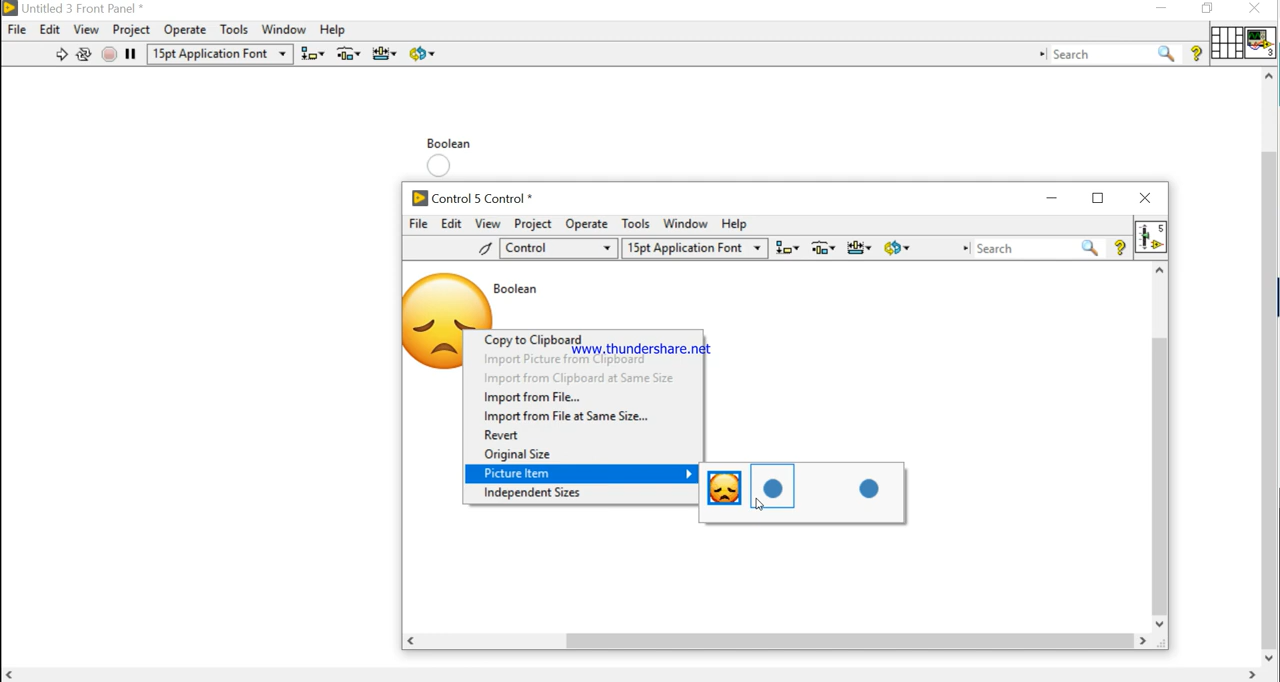 Untitled 3 Front Panel *
File Edit View Project Operate Tools Window Help
15pt Application Font
Search
?
3
Boolean
Control 5 Control *
File Edit View Project Operate Tools Window Help
Control
15pt Application Font
Search
?
5
Boolean
Copy to Clipboard
www.thundershare.net
Import Picture from Clipboard
Import from Clipboard at Same Size
Import from File...
Import from File at Same Size...
Revert
Original Size
Picture Item
Independent Sizes